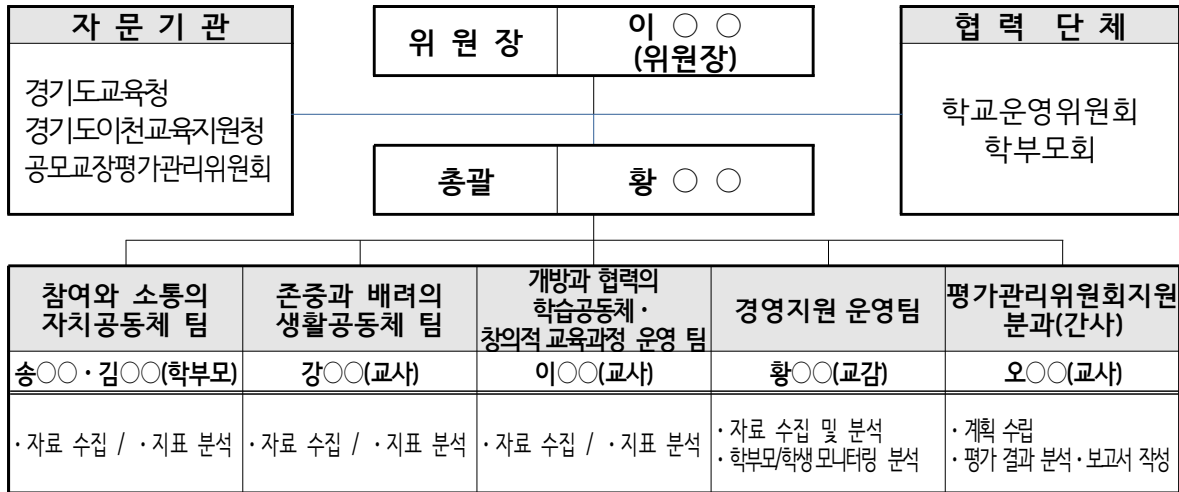 자 문 기 관
경기도교육청
경기도이천교육지원청
공모교장평가관리위원회
위 원 장
이 ○ ○
(위원장)
협 력 단 체
학교운영위원회
학부모회
총괄
황 ○ ○
참여와 소통의
자치공동체 팀
존중과 배려의
생활공동체 팀
개방과 협력의
학습공동체·
창의적 교육과정 운영 팀
경영지원 운영팀
평가관리위원회지원
분과(간사)
송○○·김○○(학부모)
강○○(교사)
이○○(교사)
황○○(교감)
오○○(교사)
·자료 수집 / ·지표 분석
·자료 수집 / ·지표 분석
·자료 수집 / ·지표 분석
·자료 수집 및 분석
·학부모/학생 모니터링 분석
·계획 수립
·평가 결과 분석·보고서 작성